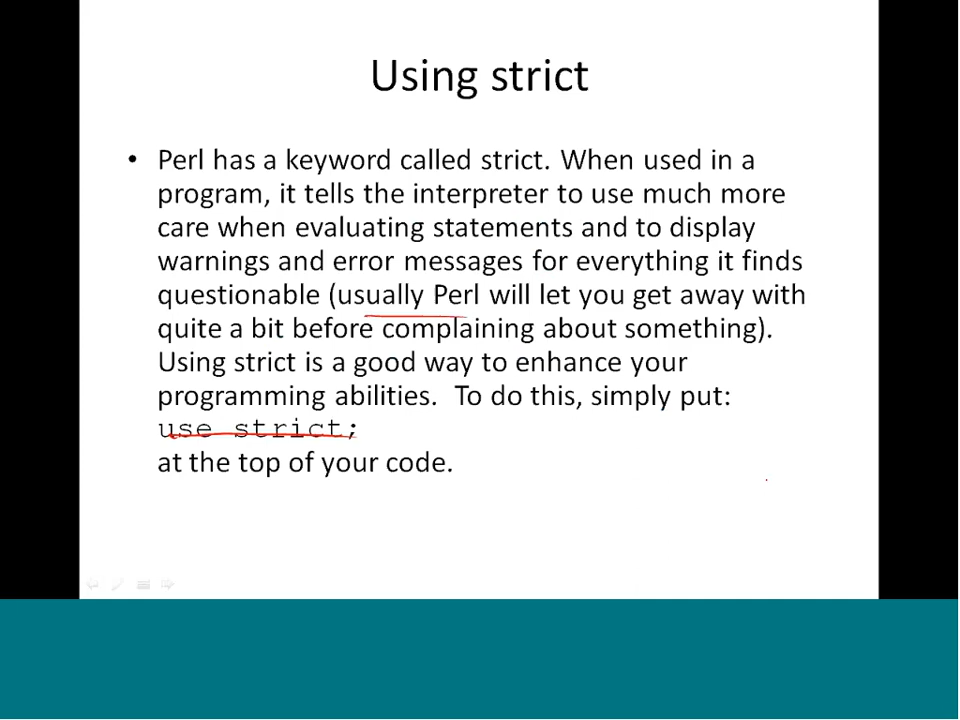 Using strict
• Perl has a keyword called strict. When used in a
program, it tells the interpreter to use much more
care when evaluating statements and to display
warnings and error messages for everything it finds
questionable (usually Perl will let you get away with
quite a bit before complaining about something).
Using strict is a good way to enhance your
programming abilities.  To do this, simply put:
use strict;
at the top of your code.